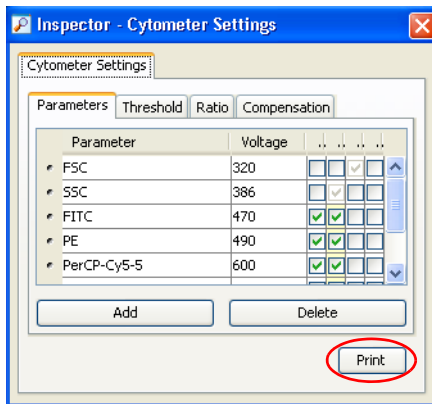 Inspector - Cytometer Settings
Cytometer Settings
Parameters Threshold Ratio Compensation
Parameter Voltage .. .. .. ..
FSC 320
SSC 386
FITC 470
PE 490
PerCP-Cy5-5 600
Add Delete
Print